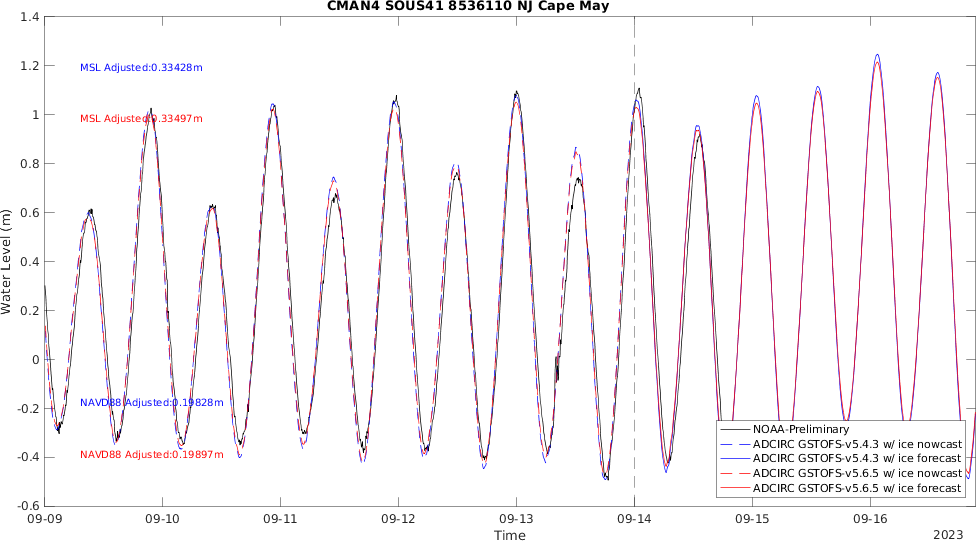 CMAN4 SOUS41 8536110 NJ Cape May
1.4
1.2
1
0.8
0.6
0.4
0.2
0
-0.2
-0.4
-0.6
Water Level (m)
MSL Adjusted:0.33428m
MSL Adjusted:0.33497m
NAVD88 Adjusted:0.19828m
NAVD88 Adjusted:0.19897m
NOAA-Preliminary
ADCIRC GSTOFS-v5.4.3 w/ ice nowcast
ADCIRC GSTOFS-v5.4.3 w/ ice forecast
ADCIRC GSTOFS-v5.6.5 w/ ice nowcast
ADCIRC GSTOFS-v5.6.5 w/ ice forecast
09-09 09-10 09-11 09-12 09-13 09-14 09-15 09-16
Time
2023